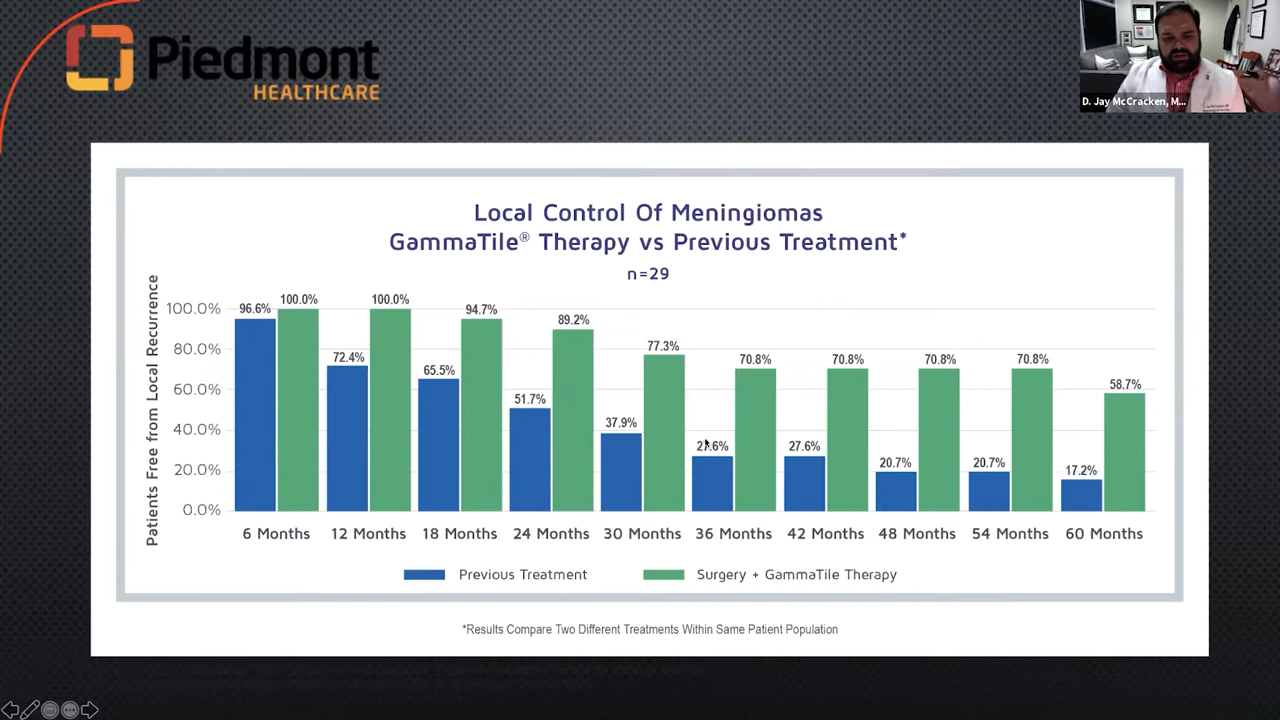 Piedmont
HEALTHCARE
D. Jay McCracken, M...
Local Control Of Meningiomas
GammaTile® Therapy vs Previous Treatment*
n=29
Patients Free from Local Recurrence
100.0%
80.0%
60.0%
40.0%
20.0%
0.0%
96.6% 100.0% 72.4% 100.0% 65.5% 94.7% 51.7% 89.2% 37.9% 77.3% 27.6% 70.8% 27.6% 70.8% 20.7% 70.8% 20.7% 70.8% 17.2% 58.7%
6 Months 12 Months 18 Months 24 Months 30 Months 36 Months 42 Months 48 Months 54 Months 60 Months
Previous Treatment Surgery + GammaTile Therapy
*Results Compare Two Different Treatments Within Same Patient Population